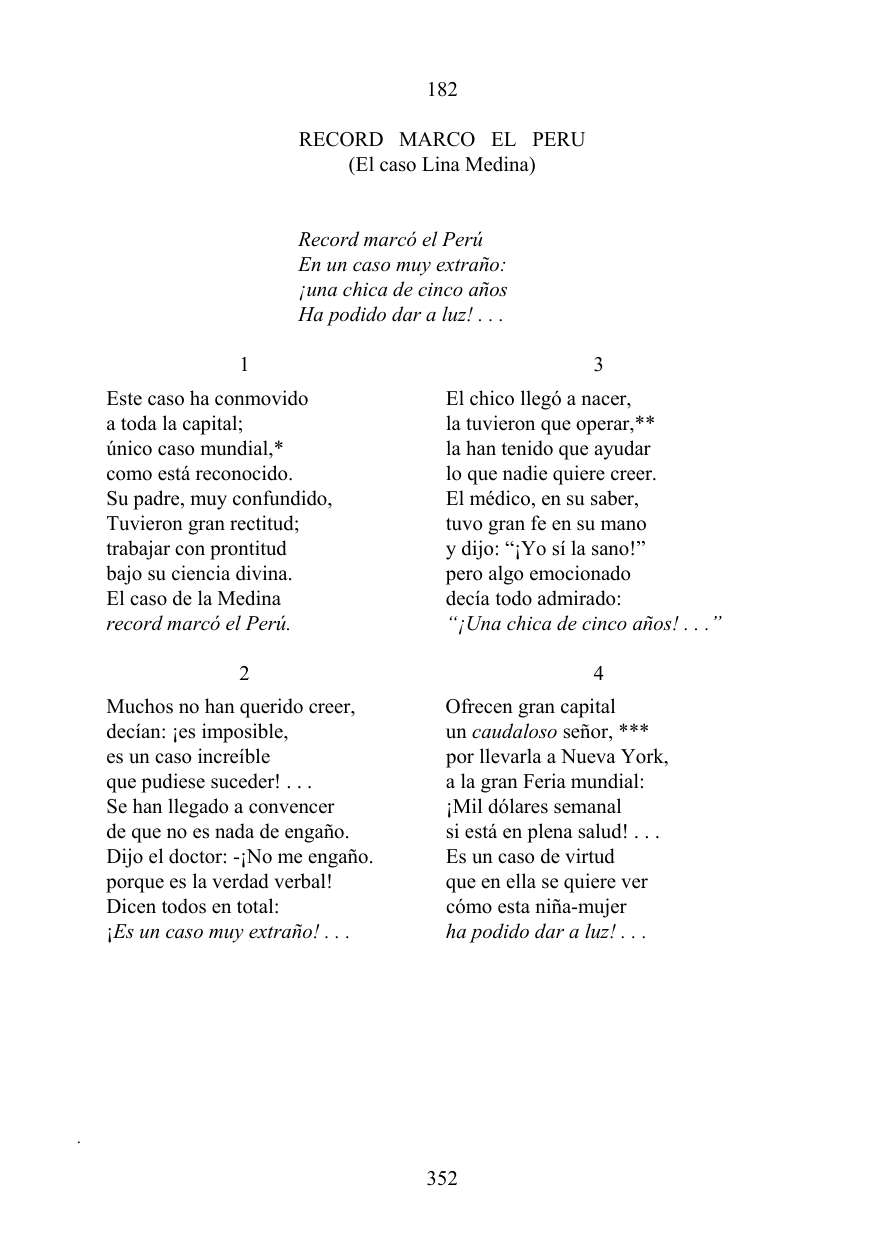 182
RECORD MARCO EL PERU
(El caso Lina Medina)
Record marcó el Perú
En un caso muy extraño:
¡una chica de cinco años
Ha podido dar a luz! . . .
1
Este caso ha conmovido
a toda la capital;
único caso mundial,*
como está reconocido.
Su padre, muy confundido,
Tuvieron gran rectitud;
trabajar con prontitud
bajo su ciencia divina.
El caso de la Medina
record marcó el Perú.
2
Muchos no han querido creer,
decían: ¡es imposible,
es un caso increíble
que pudiese suceder! . . .
Se han llegado a convencer
de que no es nada de engaño.
Dijo el doctor: -¡No me engaño.
porque es la verdad verbal!
Dicen todos en total:
¡Es un caso muy extraño! . . .
3
El chico llegó a nacer,
la tuvieron que operar,**
la han tenido que ayudar
lo que nadie quiere creer.
El médico, en su saber,
tuvo gran fe en su mano
y dijo: “¡Yo sí la sano!”
pero algo emocionado
decía todo admirado:
“¡Una chica de cinco años! . . .”
4
Ofrecen gran capital
un caudaloso señor, ***
por llevarla a Nueva York,
a la gran Feria mundial:
¡Mil dólares semanal
si está en plena salud! . . .
Es un caso de virtud
que en ella se quiere ver
cómo esta niña-mujer
ha podido dar a luz! . . .
.
352